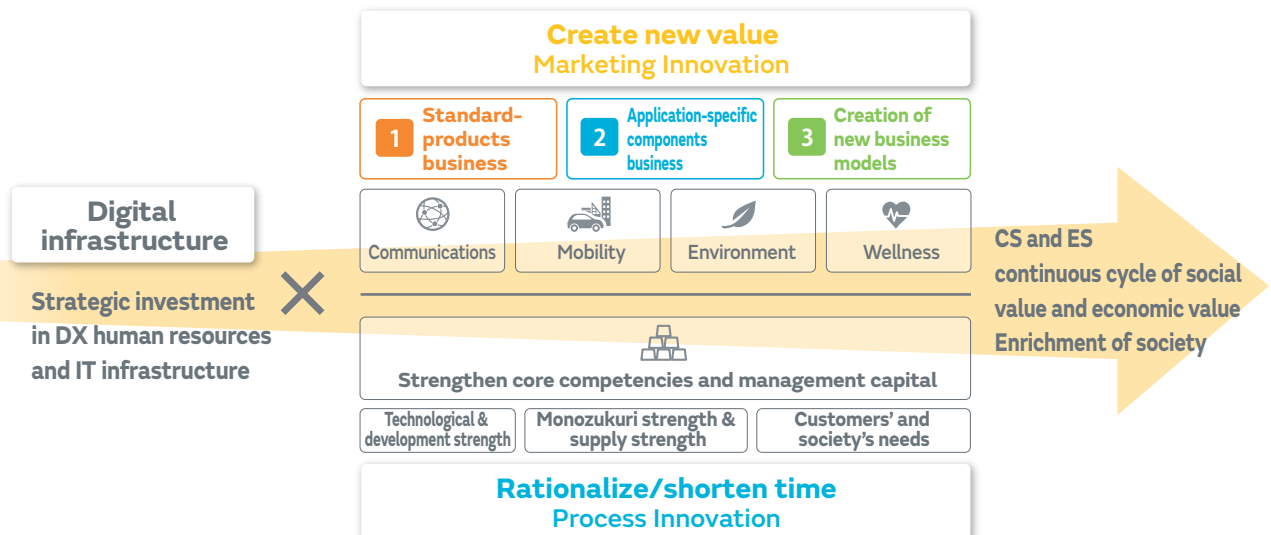 Create new value
Marketing Innovation
1
Standard-
products
business
2
Application-specific
components
business
3
Creation of
new business
models
Digital
infrastructure
Strategic investment
in DX human resources
and IT infrastructure
Communications
Mobility
Environment
Wellness
Strengthen core competencies and management capital
Technological &
development strength
Monozukuri strength &
supply strength
Customers’ and
society’s needs
Rationalize/shorten time
Process Innovation
CS and ES
continuous cycle of social
value and economic value
Enrichment of society